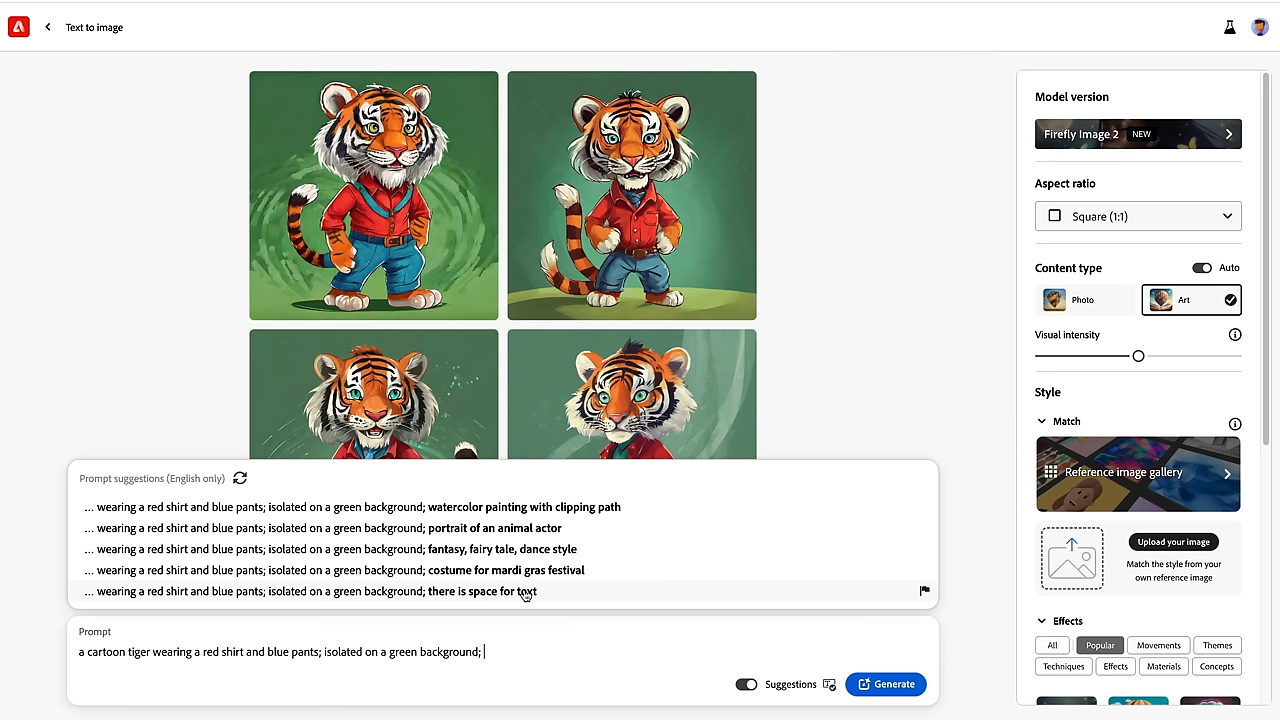 Text to image
Model version
Firefly Image 2 NEW
Aspect ratio
Square (1:1)
Content type Auto
Photo Art
Visual intensity
Style
Match
Reference image gallery
Upload your image
Match the style from your
own reference image
Effects
All Popular Movements Themes
Techniques Effects Materials Concepts
Prompt suggestions (English only)
... wearing a red shirt and blue pants; isolated on a green background; watercolor painting with clipping path
... wearing a red shirt and blue pants; isolated on a green background; portrait of an animal actor
... wearing a red shirt and blue pants; isolated on a green background; fantasy, fairy tale, dance style
... wearing a red shirt and blue pants; isolated on a green background; costume for mardi gras festival
... wearing a red shirt and blue pants; isolated on a green background; there is space for text
Prompt
a cartoon tiger wearing a red shirt and blue pants; isolated on a green background;
Suggestions Generate